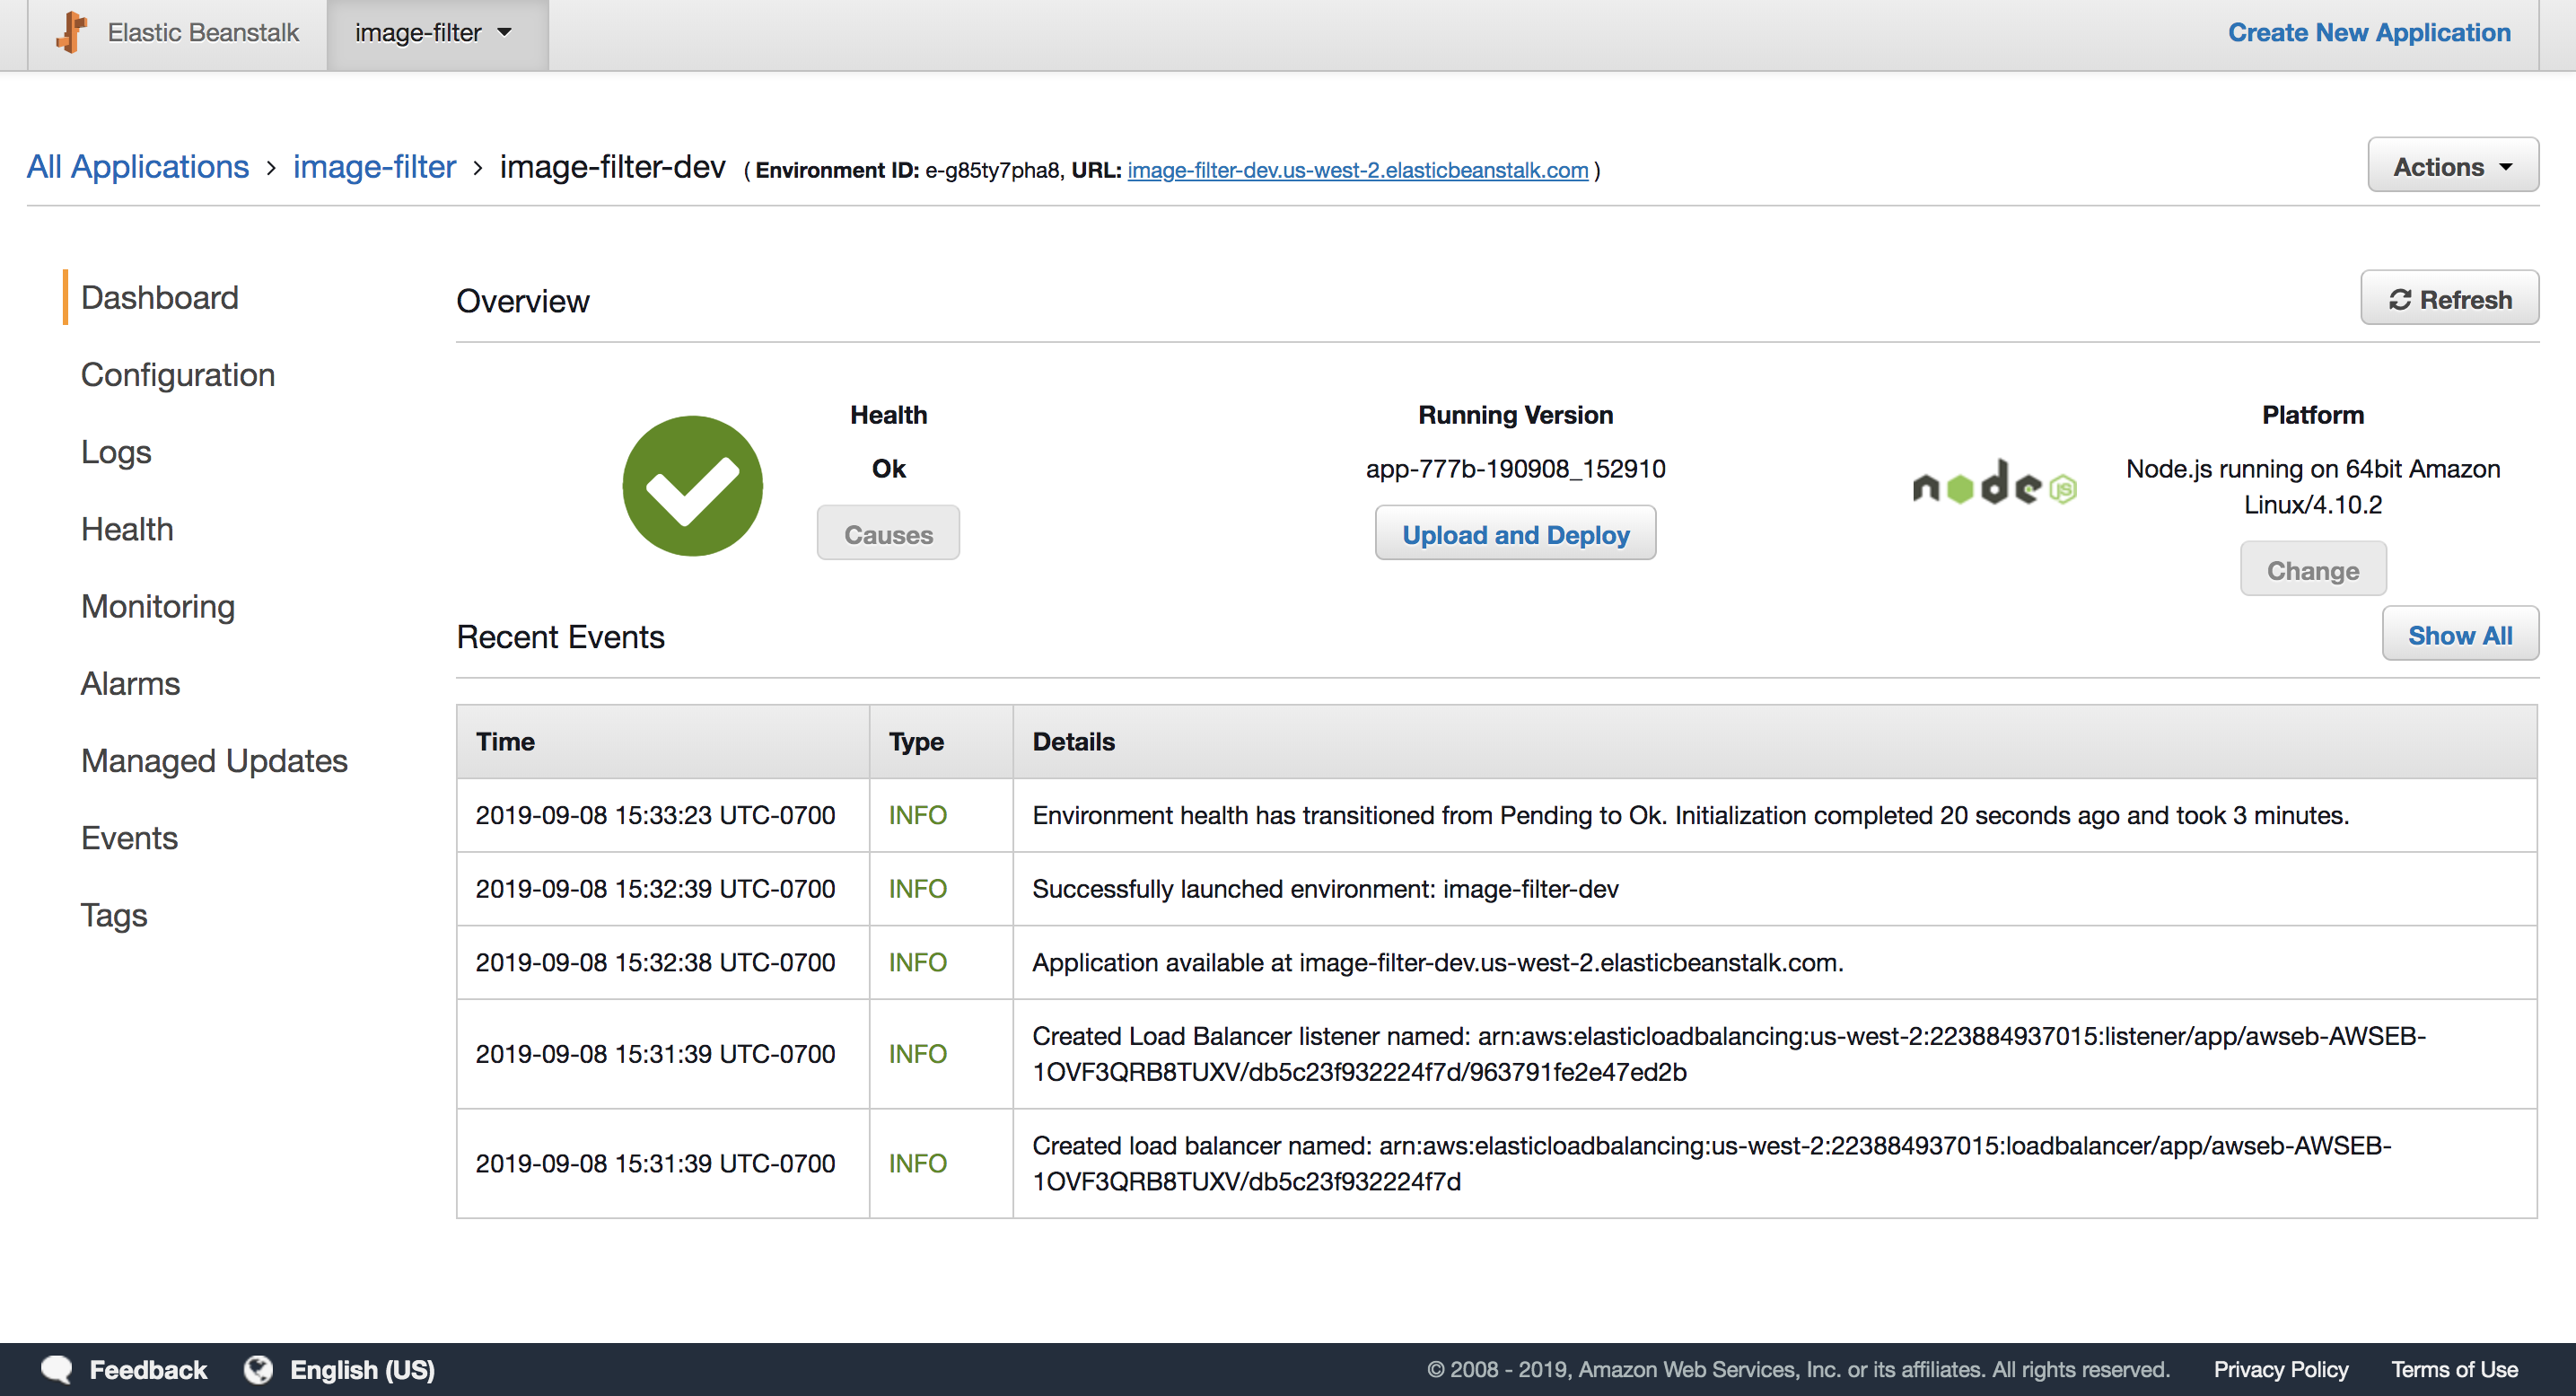 Elastic Beanstalk image-filter Create New Application
All Applications > image-filter > image-filter-dev ( Environment ID: e-g85ty7pha8, URL: image-filter-dev.us-west-2.elasticbeanstalk.com )
Actions
Dashboard
Configuration
Logs
Health
Monitoring
Alarms
Managed Updates
Events
Tags
Overview
Refresh
Health
Ok
Causes
Running Version
app-777b-190908_152910
Upload and Deploy
node JS
Platform
Node.js running on 64bit Amazon
Linux/4.10.2
Change
Recent Events
Show All
Time Type Details
2019-09-08 15:33:23 UTC-0700 INFO Environment health has transitioned from Pending to Ok. Initialization completed 20 seconds ago and took 3 minutes.
2019-09-08 15:32:39 UTC-0700 INFO Successfully launched environment: image-filter-dev
2019-09-08 15:32:38 UTC-0700 INFO Application available at image-filter-dev.us-west-2.elasticbeanstalk.com.
2019-09-08 15:31:39 UTC-0700 INFO Created Load Balancer listener named: arn:aws:elasticloadbalancing:us-west-2:223884937015:listener/app/awseb-AWSEB-
1OVF3QRB8TUXV/db5c23f932224f7d/963791fe2e47ed2b
2019-09-08 15:31:39 UTC-0700 INFO Created load balancer named: arn:aws:elasticloadbalancing:us-west-2:223884937015:loadbalancer/app/awseb-AWSEB-
1OVF3QRB8TUXV/db5c23f932224f7d
Feedback English (US) © 2008 - 2019, Amazon Web Services, Inc. or its affiliates. All rights reserved. Privacy Policy Terms of Use